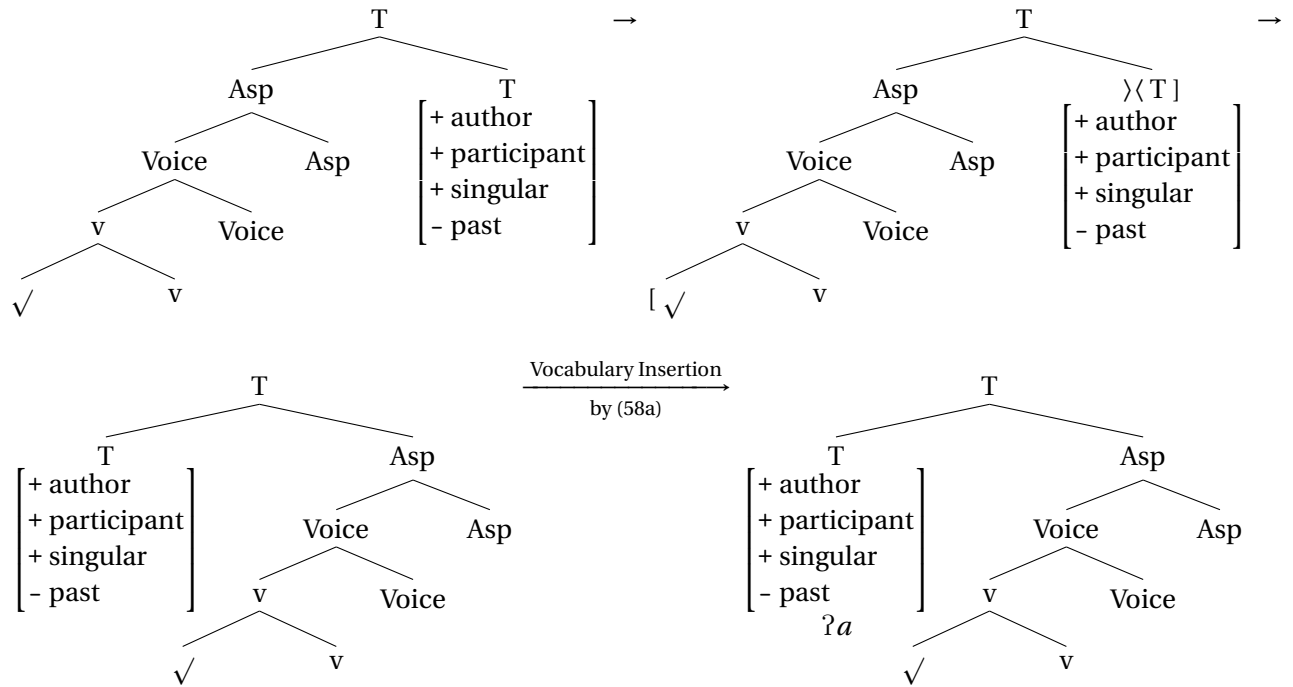 T → T →
Asp T Asp ⟩⟨ T ]
[+ author [+ author
Voice Asp + participant Voice Asp + participant
+ singular + singular
v Voice – past] v Voice – past]
√ v [ √ v
Vocabulary Insertion
T T
by (58a)
T Asp T Asp
[+ author [+ author
+ participant Voice Asp + participant Voice Asp
+ singular + singular
– past] v Voice – past] v Voice
ʔa
√ v √ v